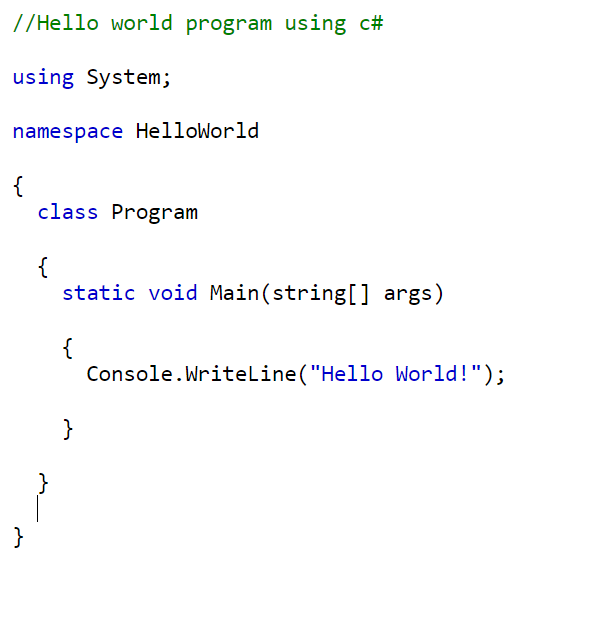 //Hello world program using c#
using System;
namespace HelloWorld
{
class Program
{
static void Main(string[] args)
{
Console.WriteLine("Hello World!");
}
}
}